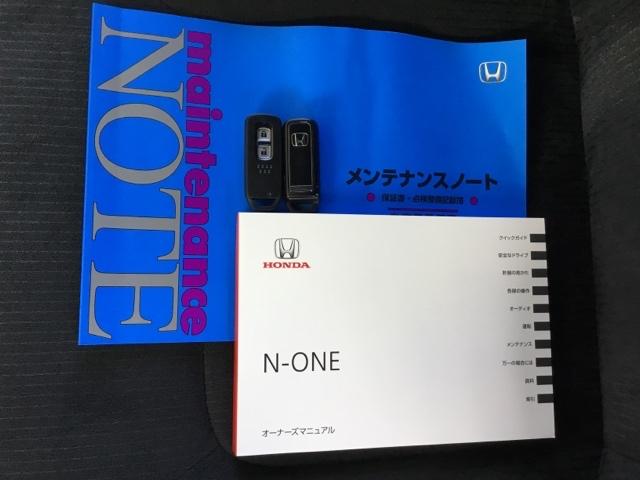 maintenance
NOTE
メンテナンスノート
保証書・点検整備記録簿
HONDA
N-ONE
オーナーズマニュアル
クイックガイド
安全なドライブ
計器の見かた
各部の操作
オーディオ
運転
メンテナンス
万一の場合には
資料
索引